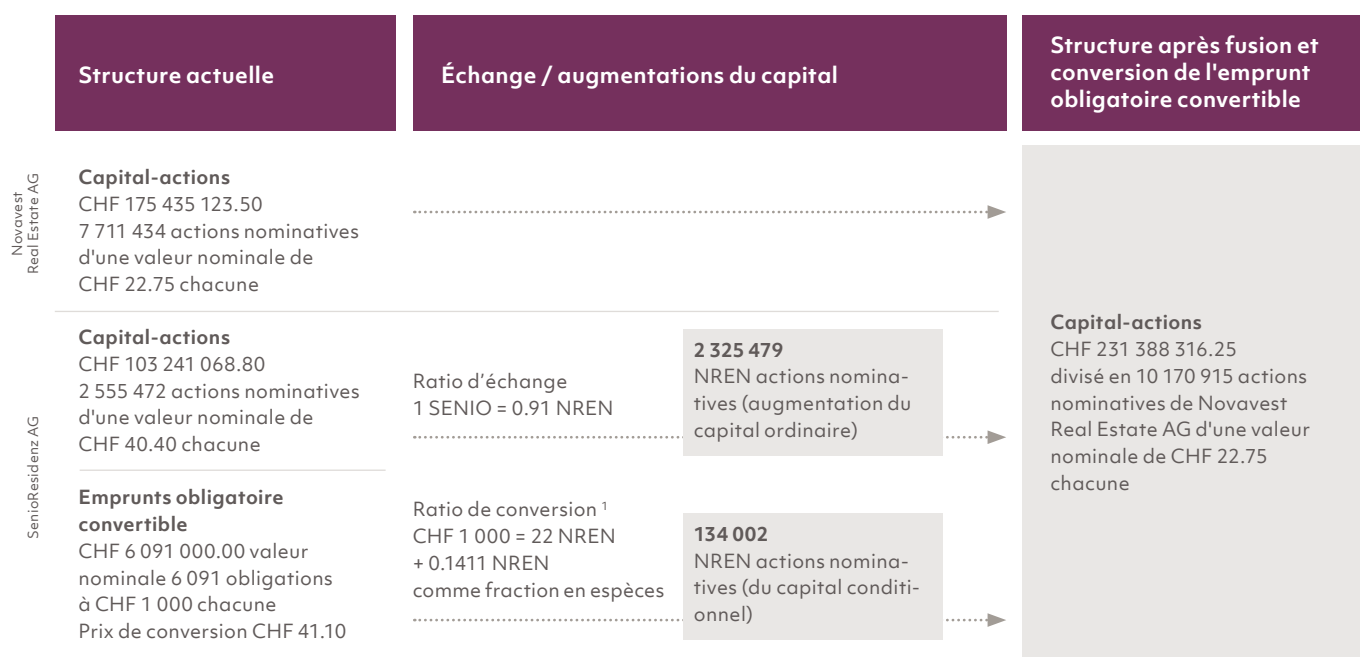 Structure actuelle
Échange / augmentations du capital
Structure après fusion et
conversion de l'emprunt
obligatoire convertible
Novavest
Real Estate AG
Capital-actions
CHF 175 435 123.50
7 711 434 actions nominatives
d'une valeur nominale de
CHF 22.75 chacune
SenioResidenz AG
Capital-actions
CHF 103 241 068.80
2 555 472 actions nominatives
d'une valeur nominale de
CHF 40.40 chacune
Ratio d’échange
1 SENIO = 0.91 NREN
2 325 479
NREN actions nomina-
tives (augmentation du
capital ordinaire)
Emprunts obligatoire
convertible
CHF 6 091 000.00 valeur
nominale 6 091 obligations
à CHF 1 000 chacune
Prix de conversion CHF 41.10
Ratio de conversion ¹
CHF 1 000 = 22 NREN
+ 0.1411 NREN
comme fraction en espèces
134 002
NREN actions nomina-
tives (du capital conditi-
onnel)
Capital-actions
CHF 231 388 316.25
divisé en 10 170 915 actions
nominatives de Novavest
Real Estate AG d'une valeur
nominale de CHF 22.75
chacune